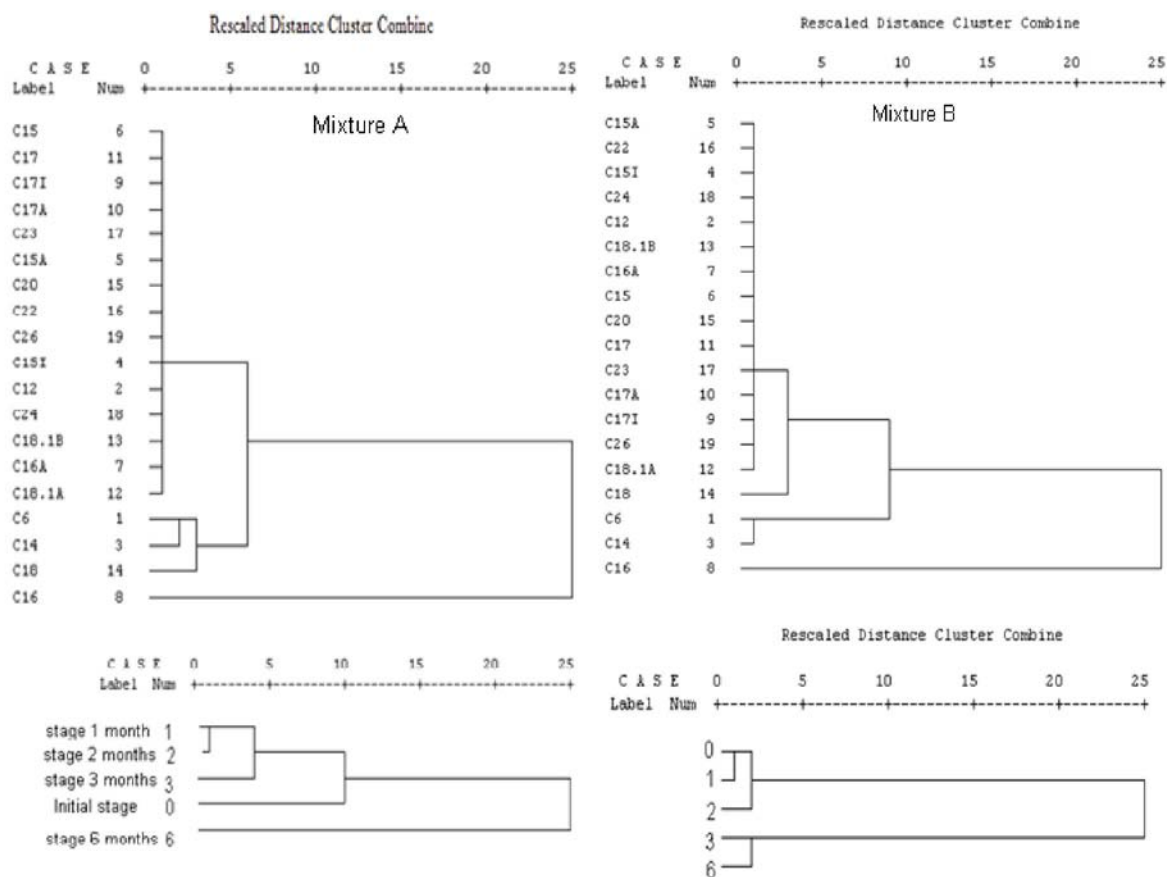 Rescaled Distance Cluster Combine
C A S E 0 5 10 15 20 25
Label Num
Mixture A
C15 6
C17 11
C17I 9
C17A 10
C23 17
C15A 5
C20 15
C22 16
C26 19
C15I 4
C12 2
C24 18
C18.1B 13
C16A 7
C18.1A 12
C6 1
C14 3
C18 14
C16 8
Rescaled Distance Cluster Combine
C A S E 0 5 10 15 20 25
Label Num
Mixture B
C15A 5
C22 16
C15I 4
C24 18
C12 2
C18.1B 13
C16A 7
C15 6
C20 15
C17 11
C23 17
C17A 10
C17I 9
C26 19
C18.1A 12
C18 14
C6 1
C14 3
C16 8
C A S E 0 5 10 15 20 25
Label Num
stage 1 month 1
stage 2 months 2
stage 3 months 3
Initial stage 0
stage 6 months 6
Rescaled Distance Cluster Combine
C A S E 0 5 10 15 20 25
Label Num
0
1
2
3
6